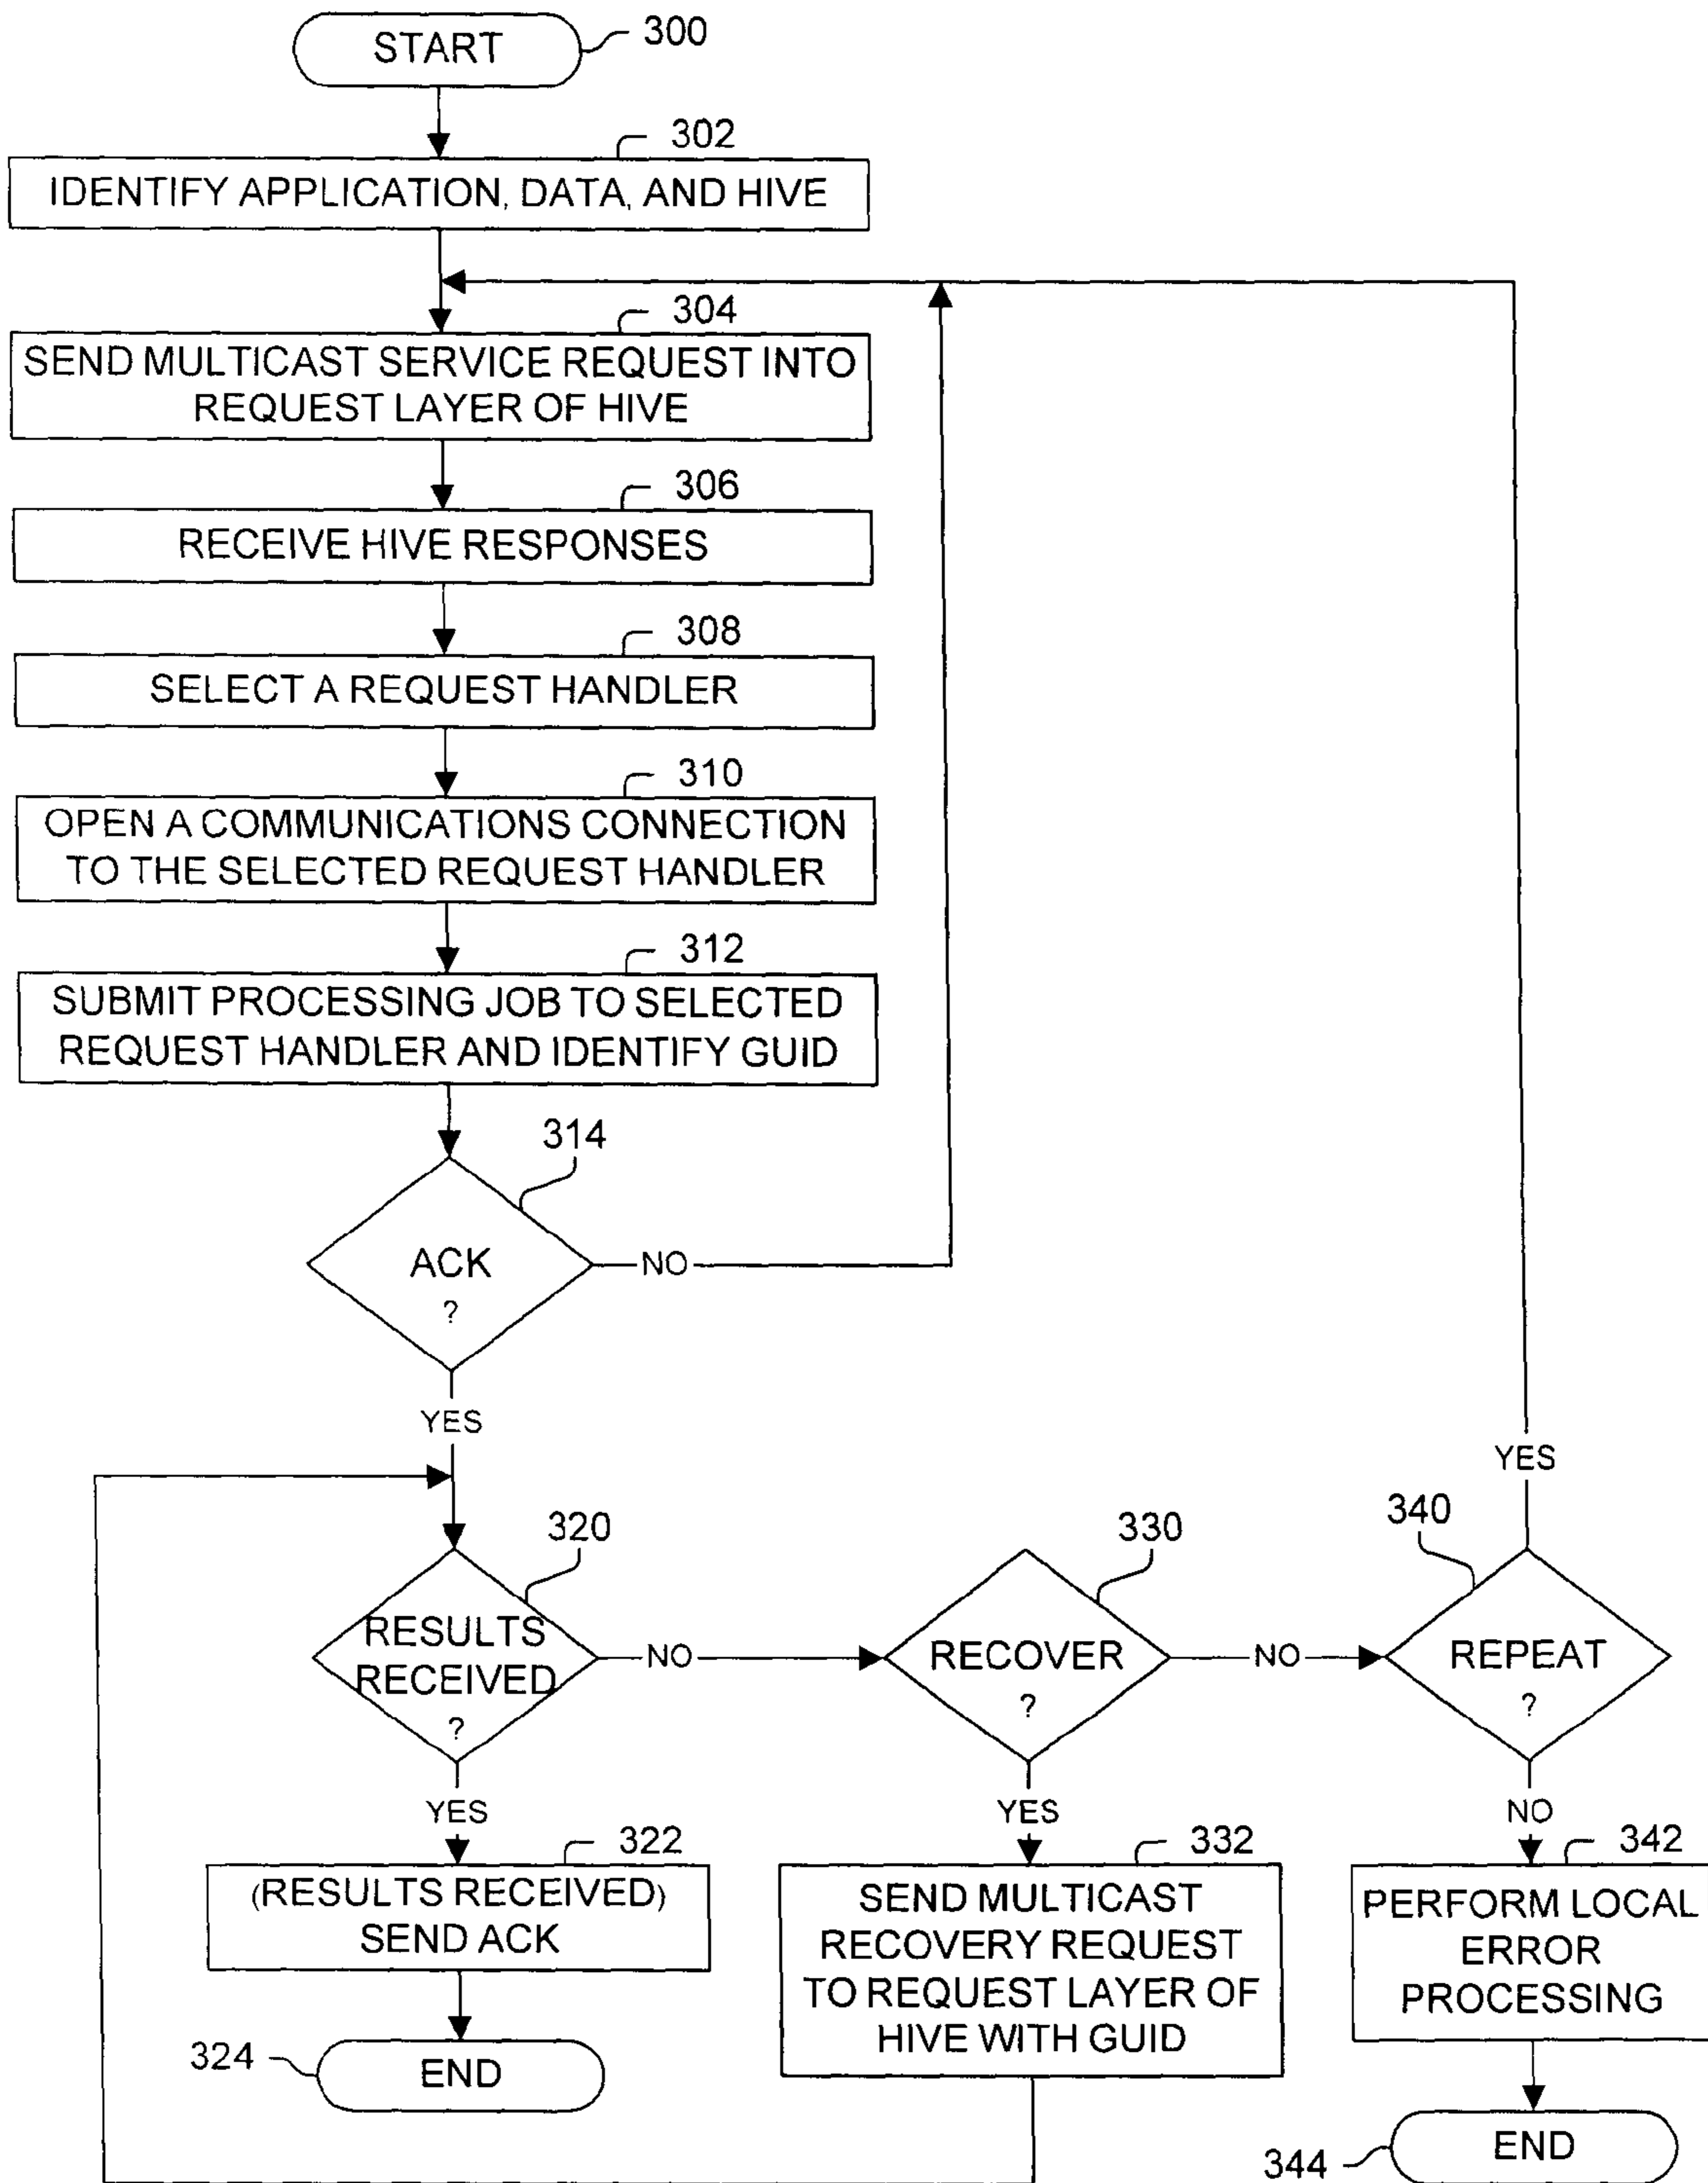 START
300
302
IDENTIFY APPLICATION, DATA, AND HIVE
304
SEND MULTICAST SERVICE REQUEST INTO
REQUEST LAYER OF HIVE
306
RECEIVE HIVE RESPONSES
308
SELECT A REQUEST HANDLER
310
OPEN A COMMUNICATIONS CONNECTION
TO THE SELECTED REQUEST HANDLER
312
SUBMIT PROCESSING JOB TO SELECTED
REQUEST HANDLER AND IDENTIFY GUID
314
ACK
?
NO
YES
320
RESULTS
RECEIVED
?
NO
YES
322
(RESULTS RECEIVED)
SEND ACK
324
END
330
RECOVER
?
NO
YES
332
SEND MULTICAST
RECOVERY REQUEST
TO REQUEST LAYER OF
HIVE WITH GUID
YES
340
REPEAT
?
NO
342
PERFORM LOCAL
ERROR
PROCESSING
344
END